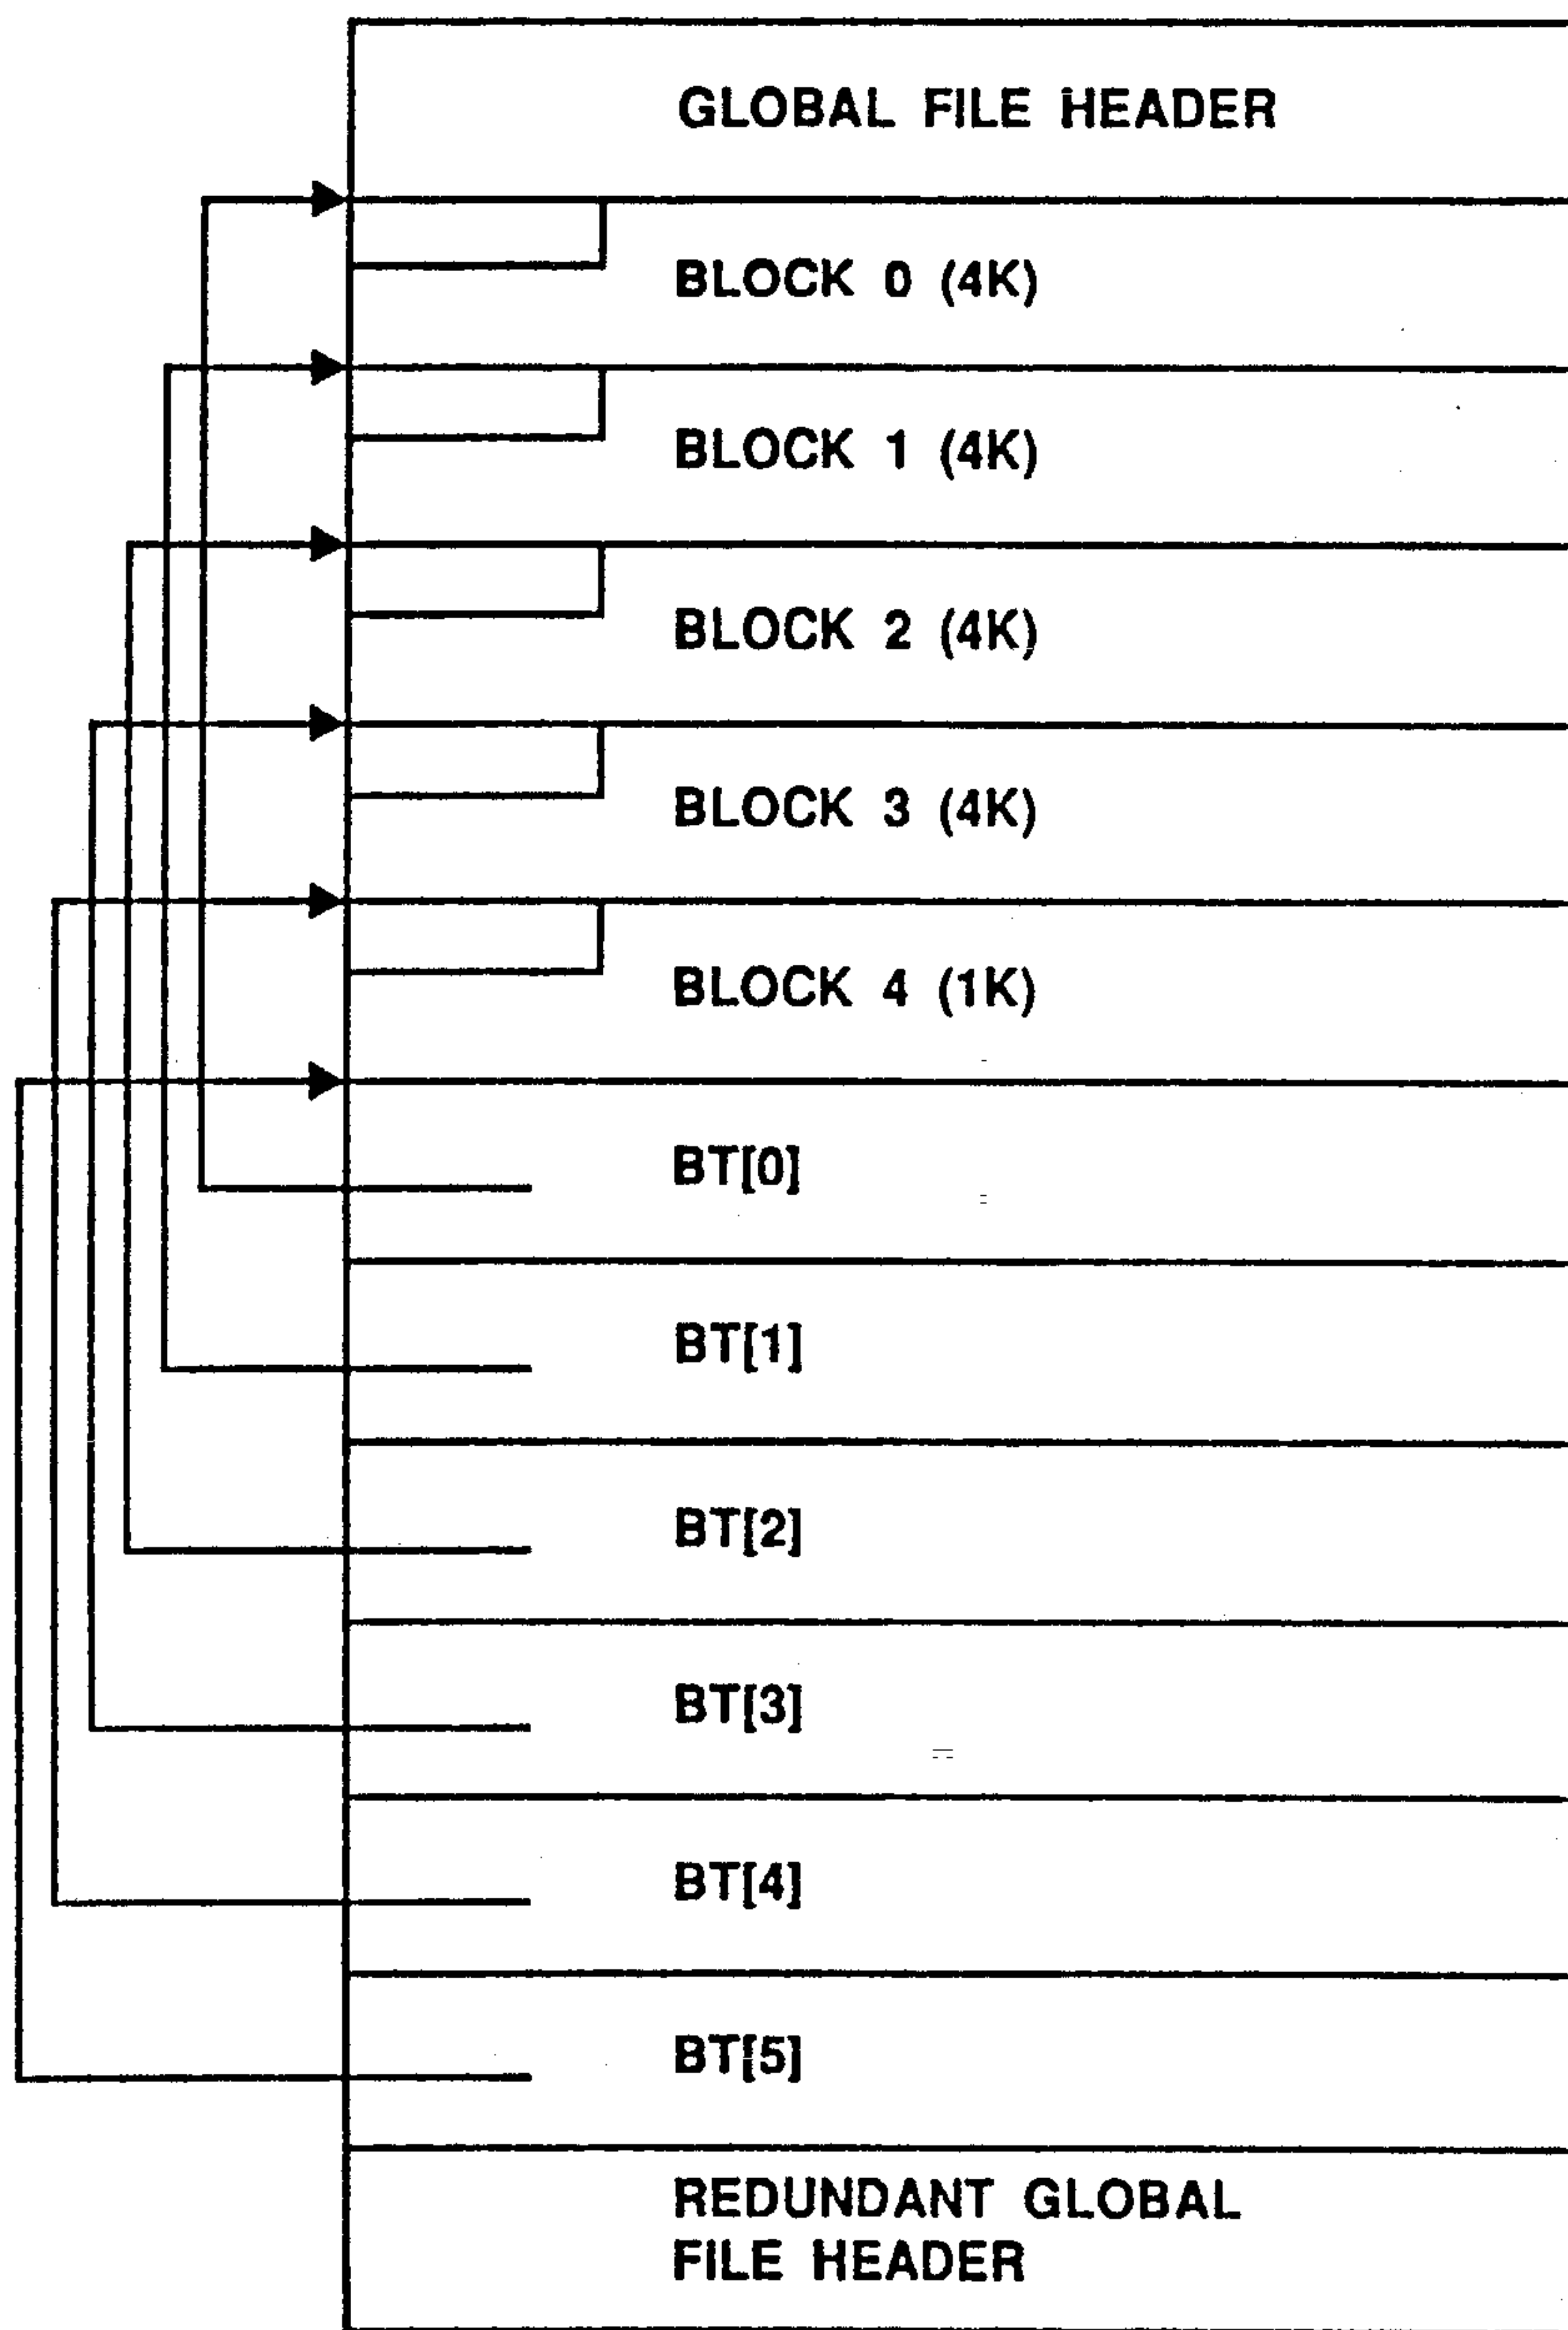 GLOBAL FILE HEADER
BLOCK 0 (4K)
BLOCK 1 (4K)
BLOCK 2 (4K)
BLOCK 3 (4K)
BLOCK 4 (1K)
BT[0]
BT[1]
BT[2]
BT[3]
BT[4]
BT[5]
REDUNDANT GLOBAL
FILE HEADER